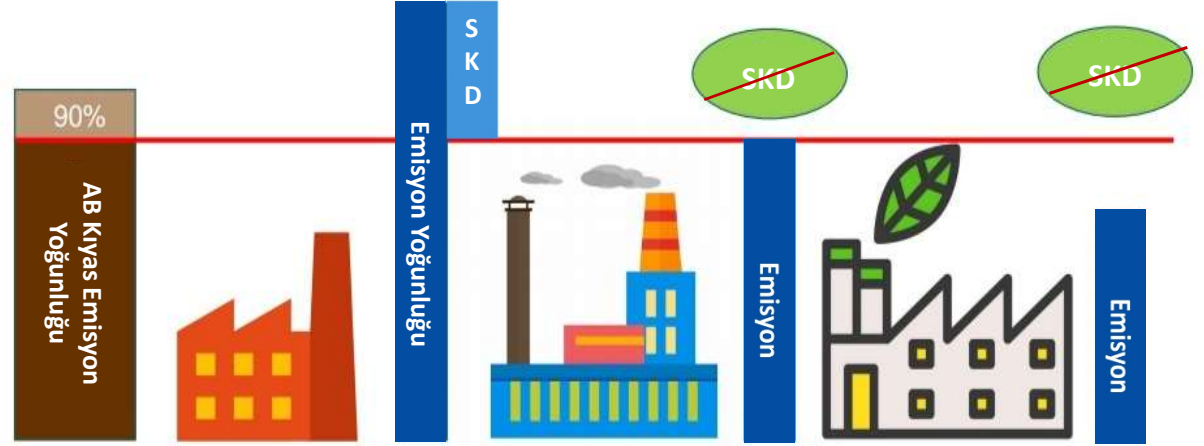 90%
AB Kıyas Emisyon
Yoğunluğu
Emisyon Yoğunluğu
S
K
D
SKD
Emisyon
SKD
Emisyon